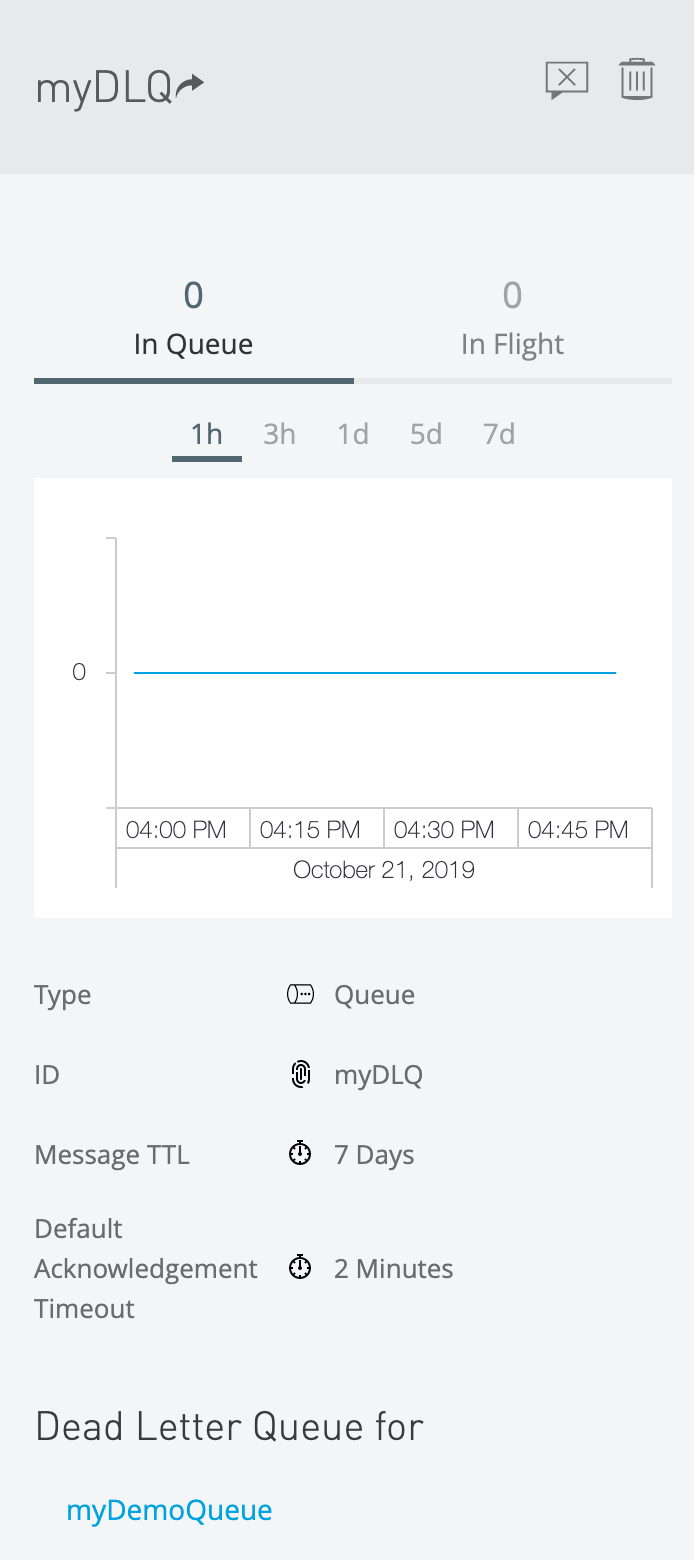 myDLQ
0 0
In Queue In Flight
1h 3h 1d 5d 7d
0
04:00 PM 04:15 PM 04:30 PM 04:45 PM
October 21, 2019
Type Queue
ID myDLQ
Message TTL 7 Days
Default
Acknowledgement 2 Minutes
Timeout
Dead Letter Queue for
myDemoQueue